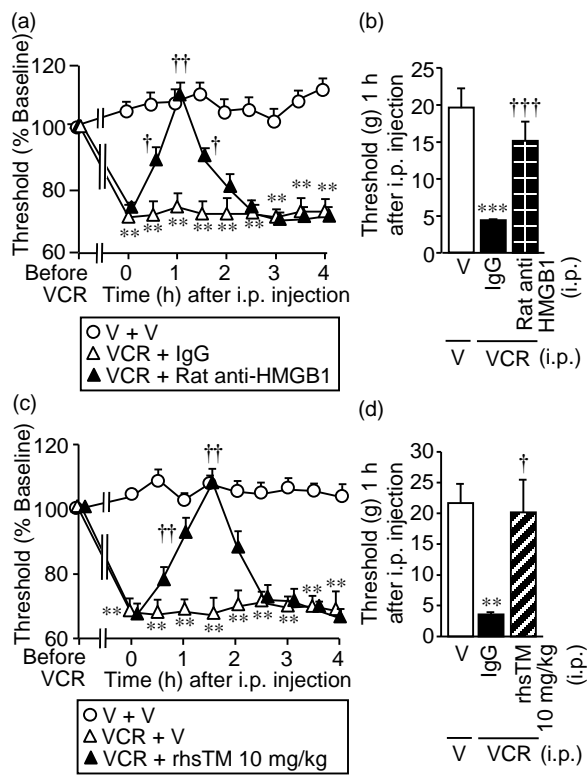 (a)
Threshold (% Baseline)
120
100
80
60
††
†
†
**
**
**
**
**
**
**
**
**
Before
VCR
0
1
2
3
4
Time (h) after i.p. injection
V + V
VCR + IgG
VCR + Rat anti-HMGB1
(b)
Threshold (g) 1 h
after i.p. injection
25
20
15
10
5
0
***
†††
V
IgG
Rat anti
HMGB1
(i.p.)
V
VCR
(i.p.)
(c)
Threshold (% Baseline)
120
100
80
60
††
††
**
**
**
**
**
**
**
**
**
Before
VCR
0
1
2
3
4
Time (h) after i.p. injection
V + V
VCR + V
VCR + rhsTM 10 mg/kg
(d)
Threshold (g) 1 h
after i.p. injection
30
25
20
15
10
5
0
**
†
V
IgG
rhsTM
10 mg/kg
(i.p.)
V
VCR
(i.p.)